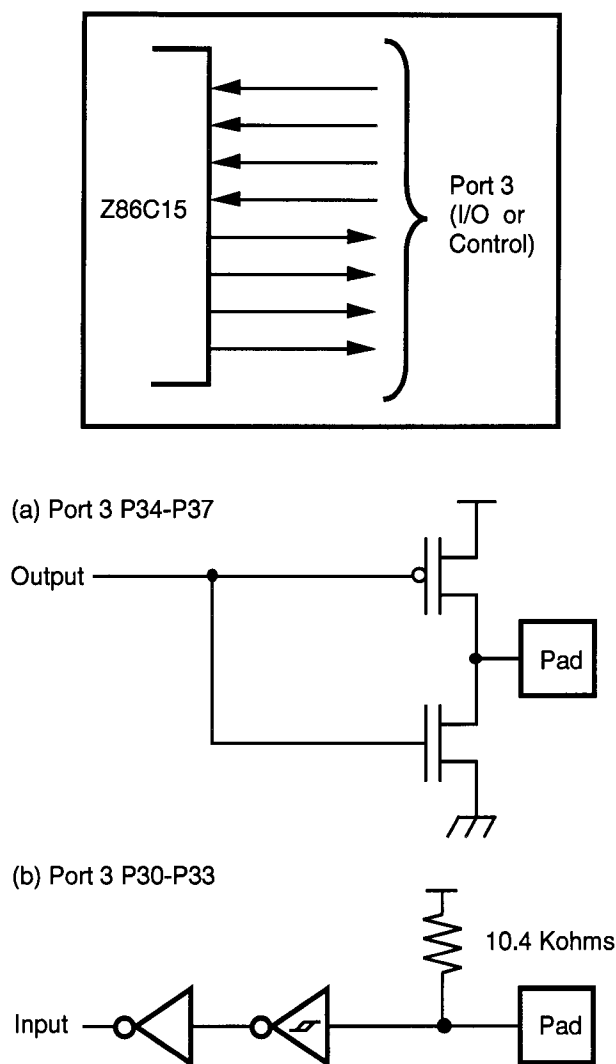 Z86C15
Port 3
(I/O or
Control)
(a) Port 3 P34-P37
Output
Pad
(b) Port 3 P30-P33
10.4 Kohms
Input
Pad